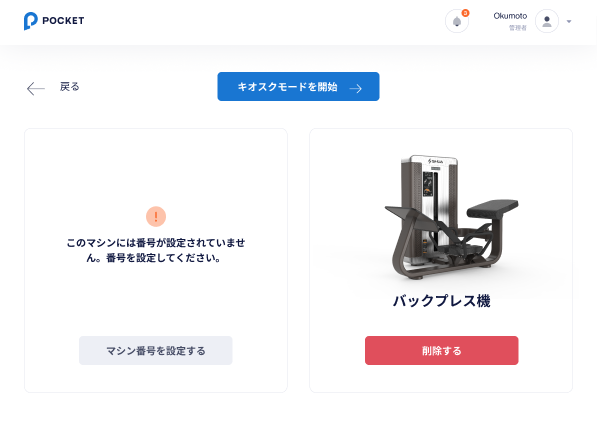 POCKET
Okumoto
管理者
戻る
キオスクモードを開始
このマシンには番号が設定されていませ
ん。番号を設定してください。
マシン番号を設定する
バックプレス機
削除する